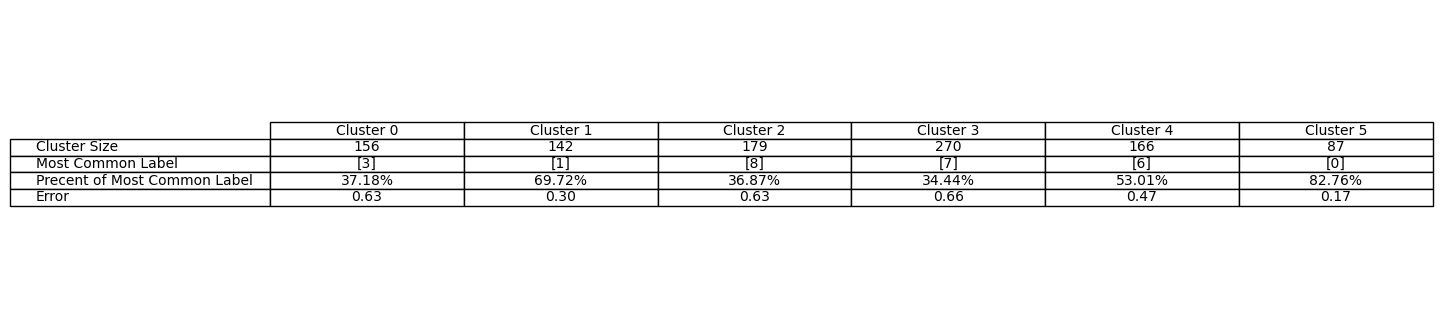 Cluster 0 Cluster 1 Cluster 2 Cluster 3 Cluster 4 Cluster 5
Cluster Size 156 142 179 270 166 87
Most Common Label [3] [1] [8] [7] [6] [0]
Precent of Most Common Label 37.18% 69.72% 36.87% 34.44% 53.01% 82.76%
Error 0.63 0.30 0.63 0.66 0.47 0.17